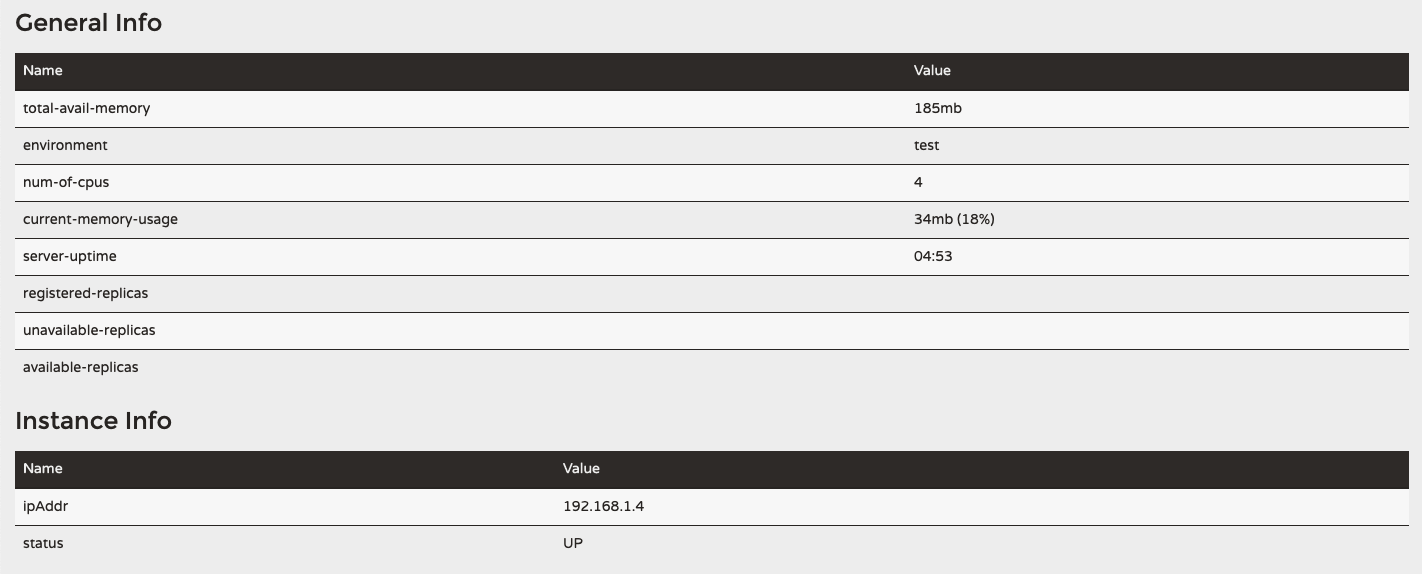 General Info
Name Value
total-avail-memory 185mb
environment test
num-of-cpus 4
current-memory-usage 34mb (18%)
server-uptime 04:53
registered-replicas
unavailable-replicas
available-replicas
Instance Info
Name Value
ipAddr 192.168.1.4
status UP